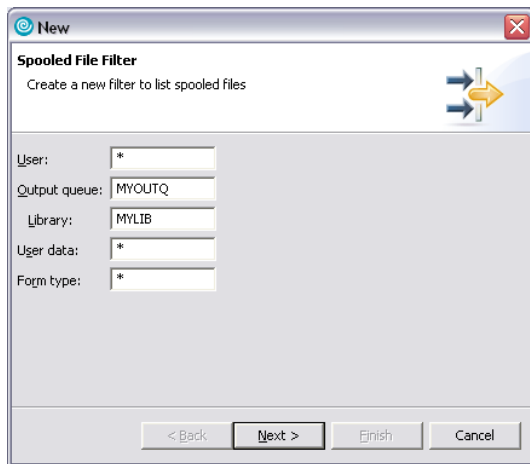 New
Spooled File Filter
Create a new filter to list spooled files
User: *
Output queue: MYOUTQ
Library: MYLIB
User data: *
Form type: *
< Back Next > Finish Cancel